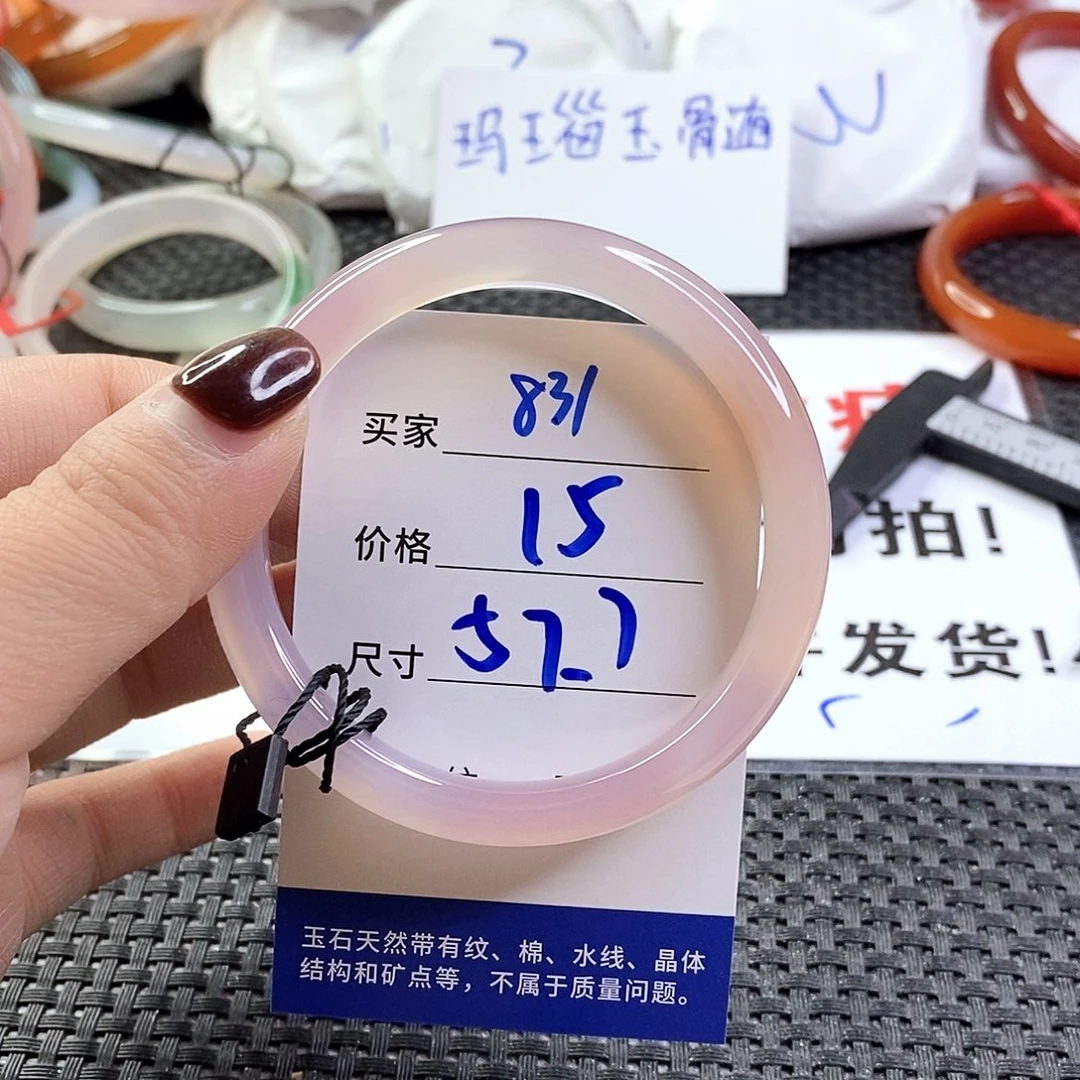 玛瑙玉骨髓
买家 831
价格 15
尺寸 57.7
拍！
发货！
玉石天然带有纹、棉、水线、晶体
结构和矿点等，不属于质量问题。